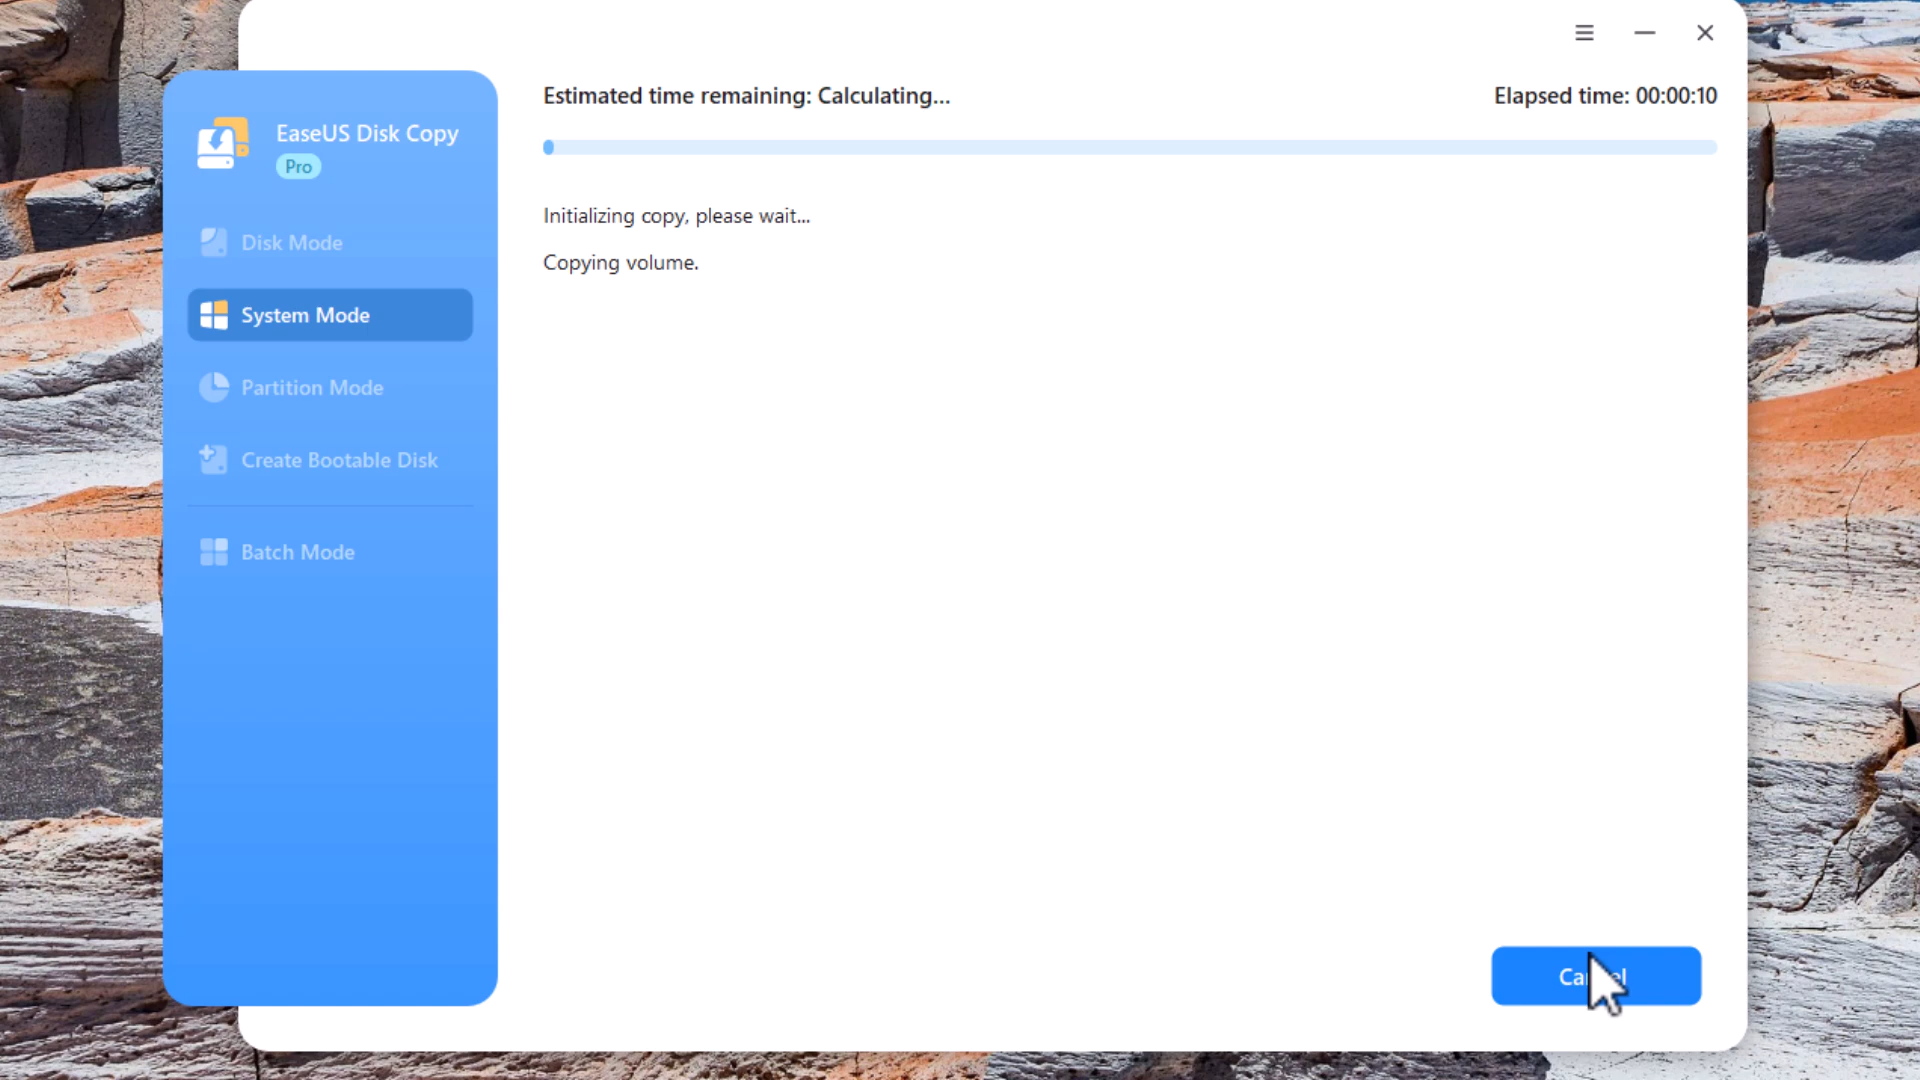 EaseUS Disk Copy
Pro
Disk Mode
System Mode
Partition Mode
Create Bootable Disk
Batch Mode
Estimated time remaining: Calculating...
Elapsed time: 00:00:10
Initializing copy, please wait...
Copying volume.
Cancel